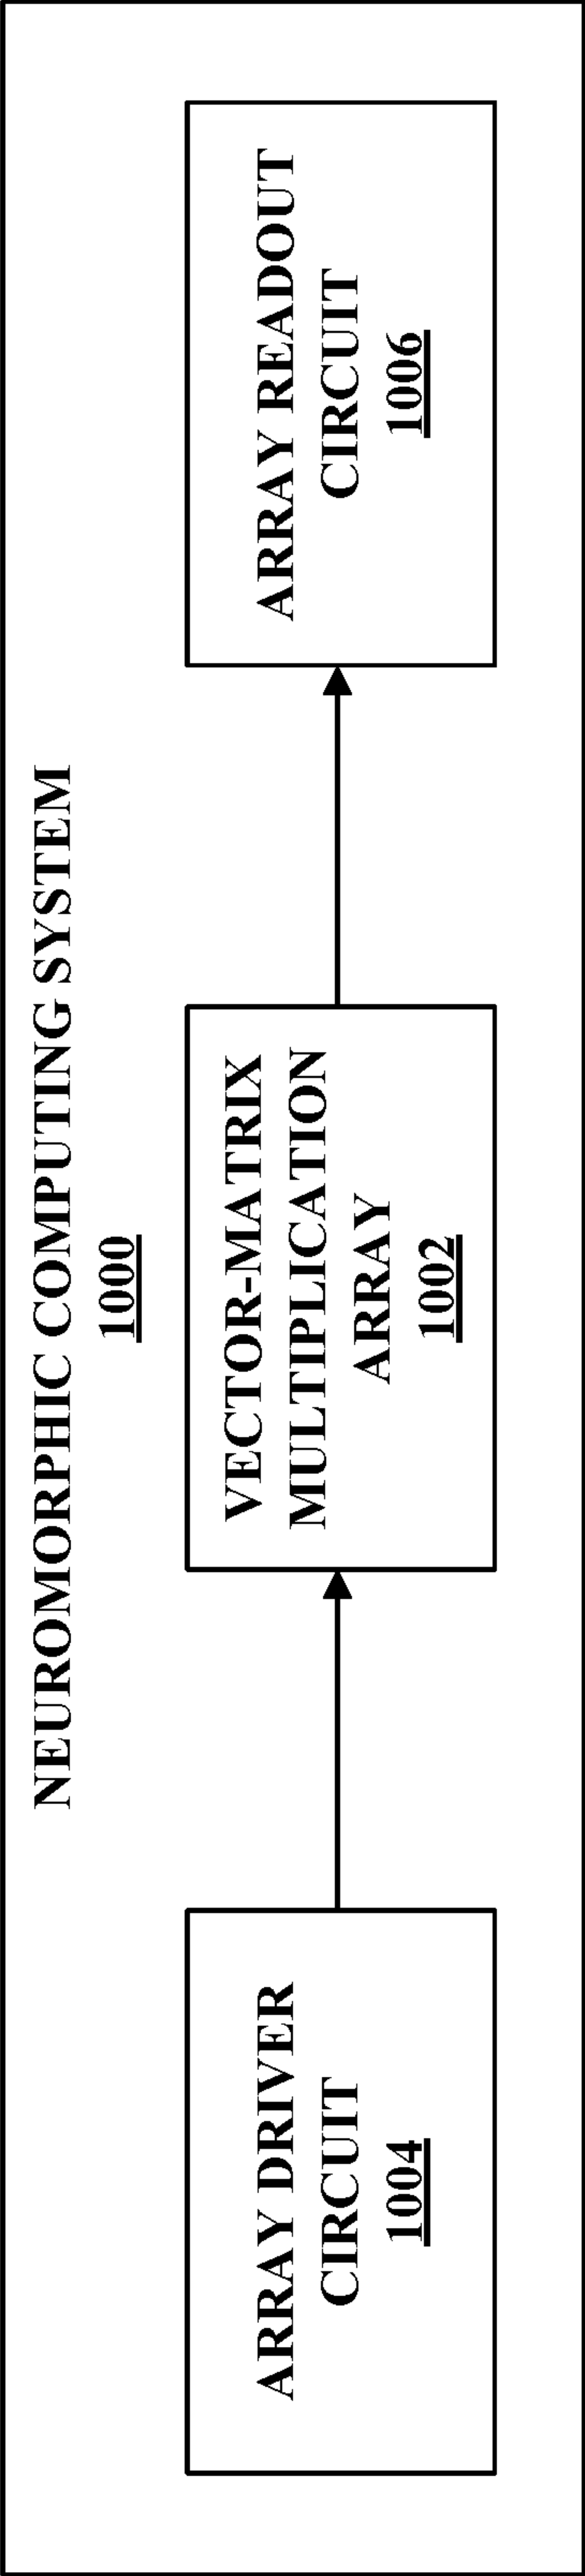 NEUROMORPHIC COMPUTING SYSTEM
1000
ARRAY DRIVER
CIRCUIT
1004
VECTOR-MATRIX
MULTIPLICATION
ARRAY
1002
ARRAY READOUT
CIRCUIT
1006